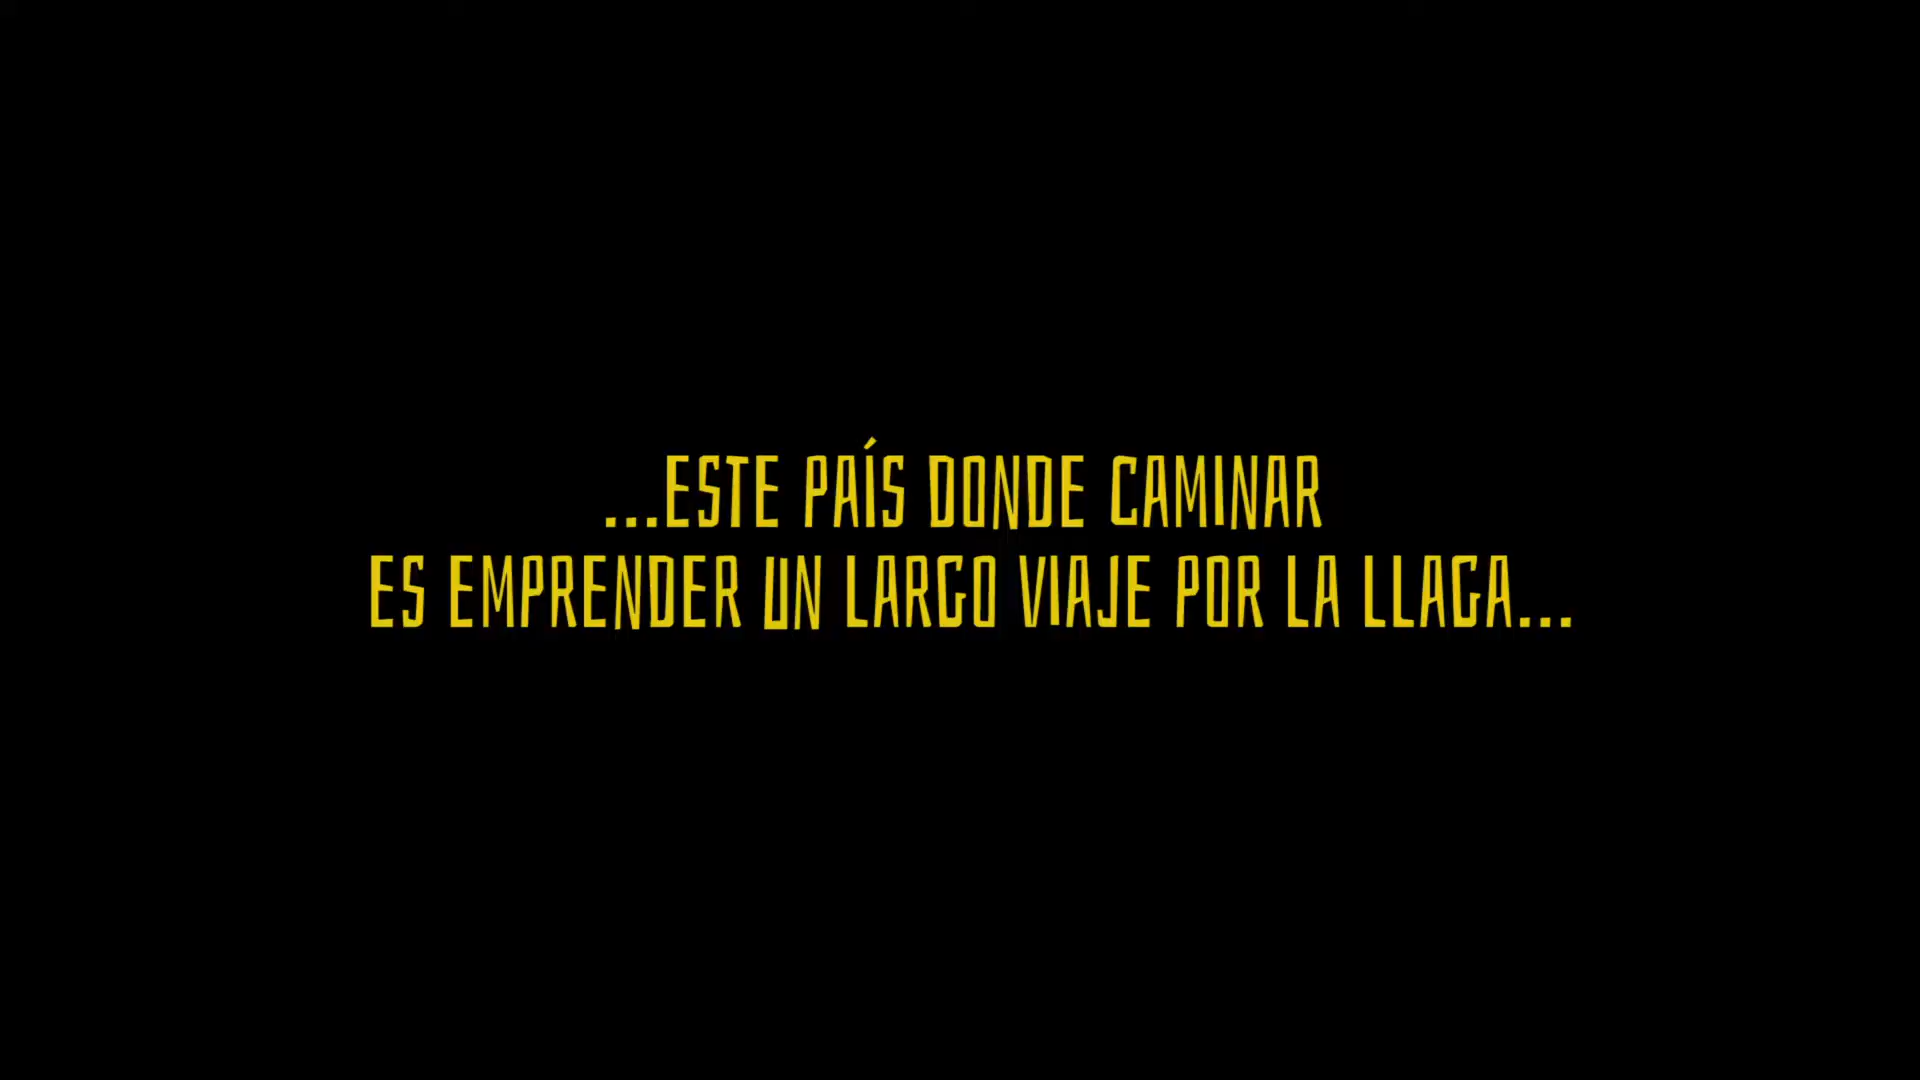 ...ESTE PAÍS DONDE CAMINAR
ES EMPRENDER UN LARGO VIAJE POR LA LLAGA...